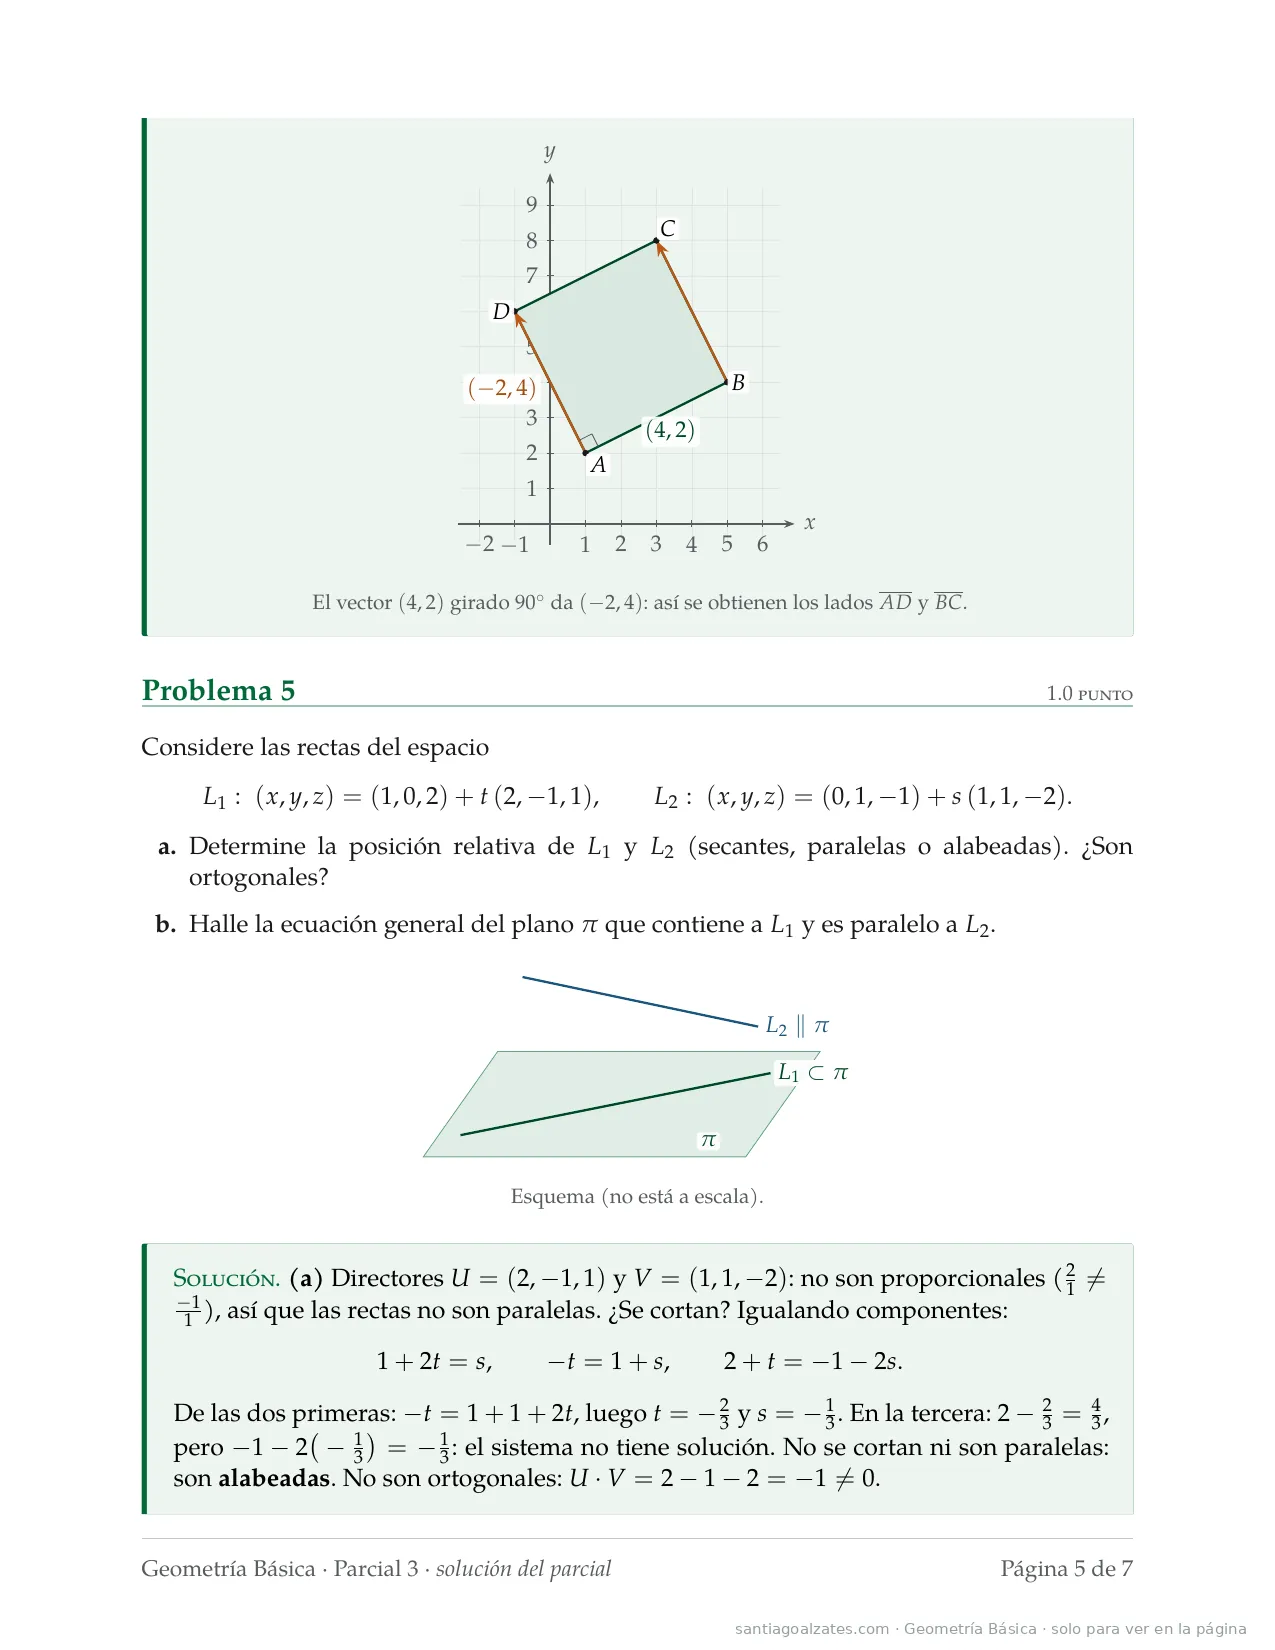 y
9
8
7
5
3
2
1
C
D
B
A
(−2, 4)
(4, 2)
x
−2 −1 1 2 3 4 5 6
El vector (4, 2) girado 90° da (−2, 4): así se obtienen los lados A̅D̅ y B̅C̅.
Problema 5
1.0 PUNTO
Considere las rectas del espacio
L₁ : (x, y, z) = (1, 0, 2) + t (2, −1, 1), L₂ : (x, y, z) = (0, 1, −1) + s (1, 1, −2).
a. Determine la posición relativa de L₁ y L₂ (secantes, paralelas o alabeadas). ¿Son
ortogonales?
b. Halle la ecuación general del plano π que contiene a L₁ y es paralelo a L₂.
L₂ ∥ π
L₁ ⊂ π
π
Esquema (no está a escala).
SOLUCIÓN. (a) Directores U = (2, −1, 1) y V = (1, 1, −2): no son proporcionales (2/1 ≠
−1/1), así que las rectas no son paralelas. ¿Se cortan? Igualando componentes:
1 + 2t = s, −t = 1 + s, 2 + t = −1 − 2s.
De las dos primeras: −t = 1 + 1 + 2t, luego t = −2/3 y s = −1/3. En la tercera: 2 − 2/3 = 4/3,
pero −1 − 2(−1/3) = −1/3: el sistema no tiene solución. No se cortan ni son paralelas:
son alabeadas. No son ortogonales: U · V = 2 − 1 − 2 = −1 ≠ 0.
Geometría Básica · Parcial 3 · solución del parcial
Página 5 de 7
santiagoalzates.com · Geometría Básica · solo para ver en la página